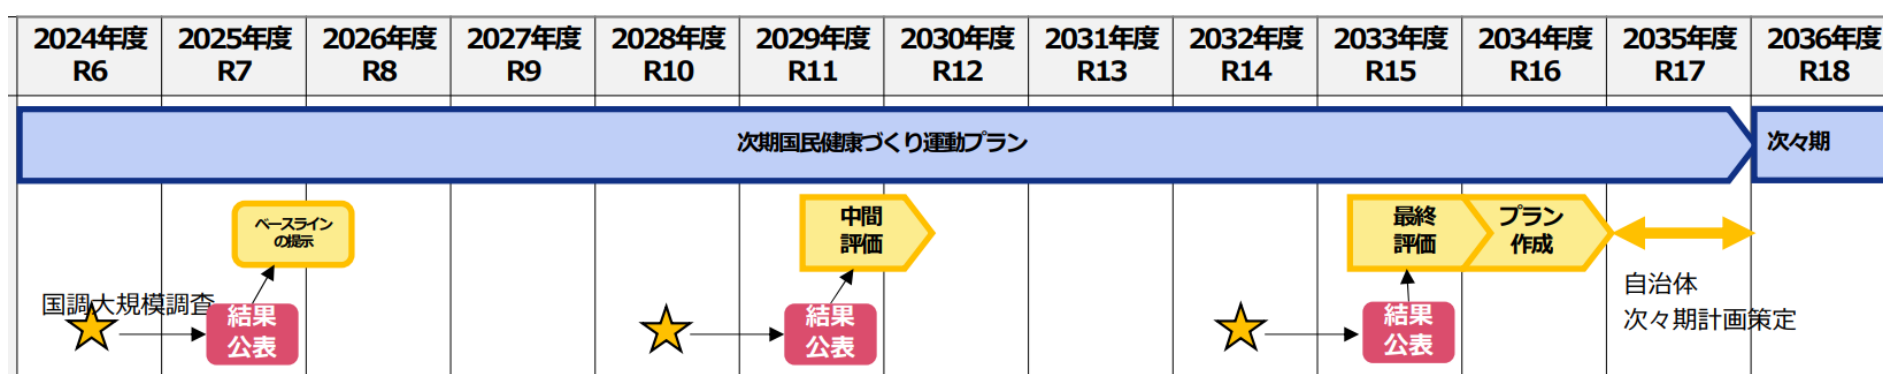 2024年度 2025年度 2026年度 2027年度 2028年度 2029年度 2030年度 2031年度 2032年度 2033年度 2034年度 2035年度 2036年度
R6 R7 R8 R9 R10 R11 R12 R13 R14 R15 R16 R17 R18
次期国民健康づくり運動プラン 次々期
ベースライン
の提示
中間
評価
最終
評価
プラン
作成
国調大規模調査
結果
公表
結果
公表
結果
公表
自治体
次々期計画策定